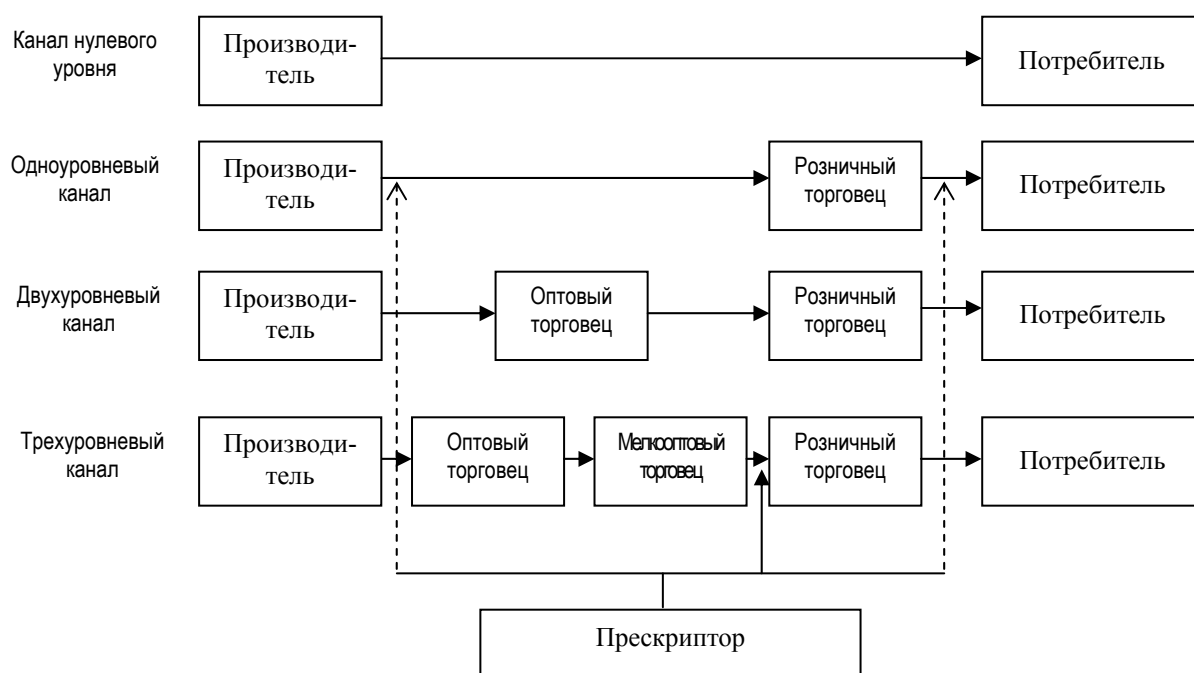 Канал нулевого
уровня
Производи-
тель
Потребитель
Одноуровневый
канал
Производи-
тель
Розничный
торговец
Потребитель
Двухуровневый
канал
Производи-
тель
Оптовый
торговец
Розничный
торговец
Потребитель
Трехуровневый
канал
Производи-
тель
Оптовый
торговец
Мелкооптовый
торговец
Розничный
торговец
Потребитель
Прескриптор